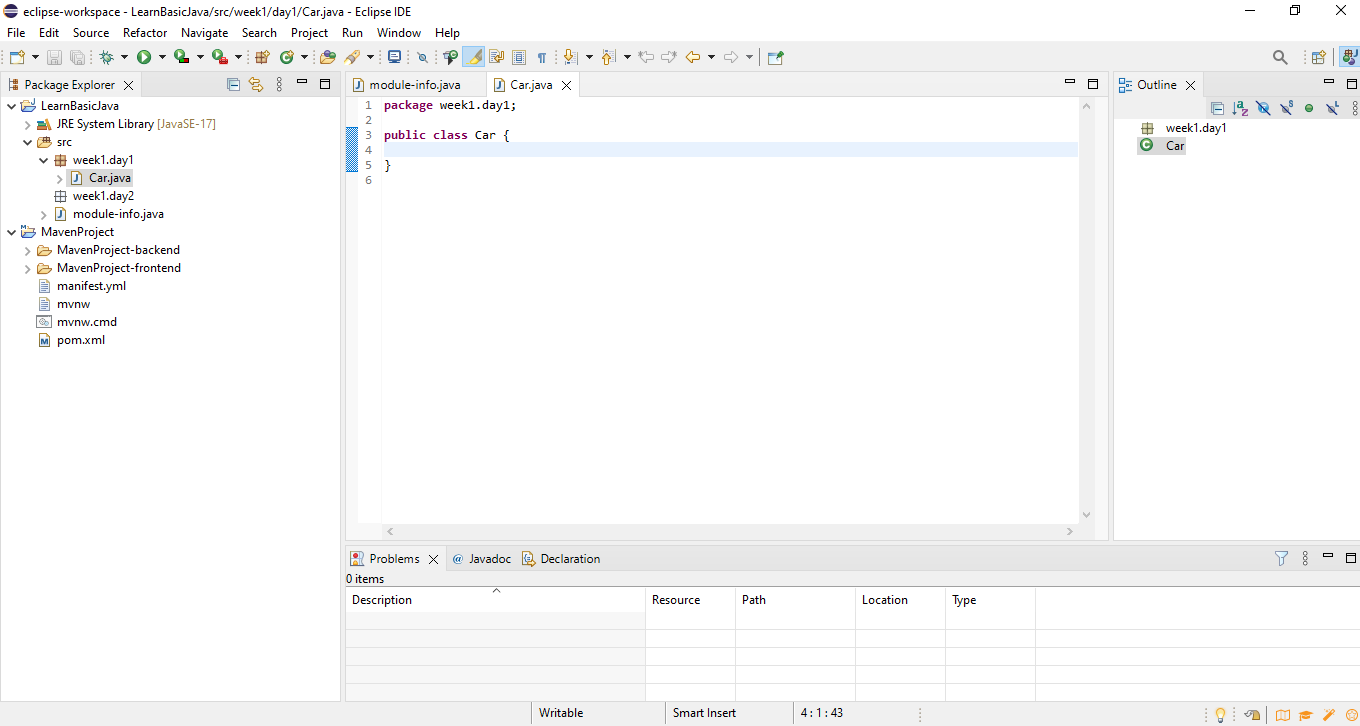 eclipse-workspace - LearnBasicJava/src/week1/day1/Car.java - Eclipse IDE
File Edit Source Refactor Navigate Search Project Run Window Help
Package Explorer
LearnBasicJava
JRE System Library [JavaSE-17]
src
week1.day1
Car.java
week1.day2
module-info.java
MavenProject
MavenProject-backend
MavenProject-frontend
manifest.yml
mvnw
mvnw.cmd
pom.xml
module-info.java Car.java
1 package week1.day1;
2
3 public class Car {
4
5 }
6
Outline
week1.day1
Car
Problems @ Javadoc Declaration
0 items
Description Resource Path Location Type
Writable Smart Insert 4 : 1 : 43